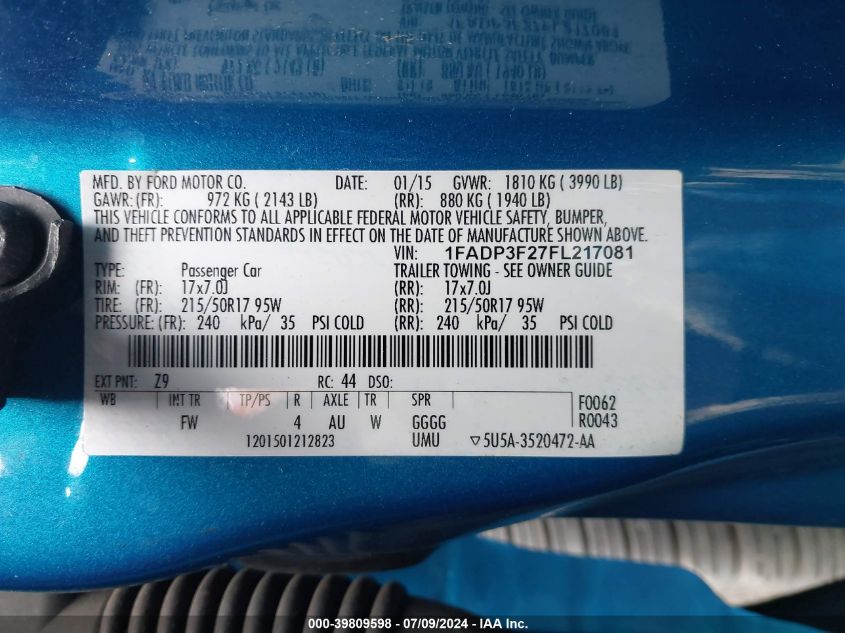 MFD. BY FORD MOTOR CO. DATE: 01/15 GVWR: 1810 KG ( 3990 LB)
GAWR: (FR): 972 KG ( 2143 LB) (RR): 880 KG ( 1940 LB)
THIS VEHICLE CONFORMS TO ALL APPLICABLE FEDERAL MOTOR VEHICLE SAFETY, BUMPER,
AND THEFT PREVENTION STANDARDS IN EFFECT ON THE DATE OF MANUFACTURE SHOWN ABOVE.
VIN: 1FADP3F27FL217081
TYPE: Passenger Car TRAILER TOWING - SEE OWNER GUIDE
RIM: (FR): 17x7.0J (RR): 17x7.0J
TIRE: (FR): 215/50R17 95W (RR): 215/50R17 95W
PRESSURE: (FR): 240 kPa/ 35 PSI COLD (RR): 240 kPa/ 35 PSI COLD
EXT PNT: Z9 RC: 44 DSO:
WB INT TR TP/PS R AXLE TR SPR F0062
FW 4 AU W GGGG R0043
1201501212823 UMU ▽5U5A-3520472-AA
000-39809598 - 07/09/2024 - IAA Inc.